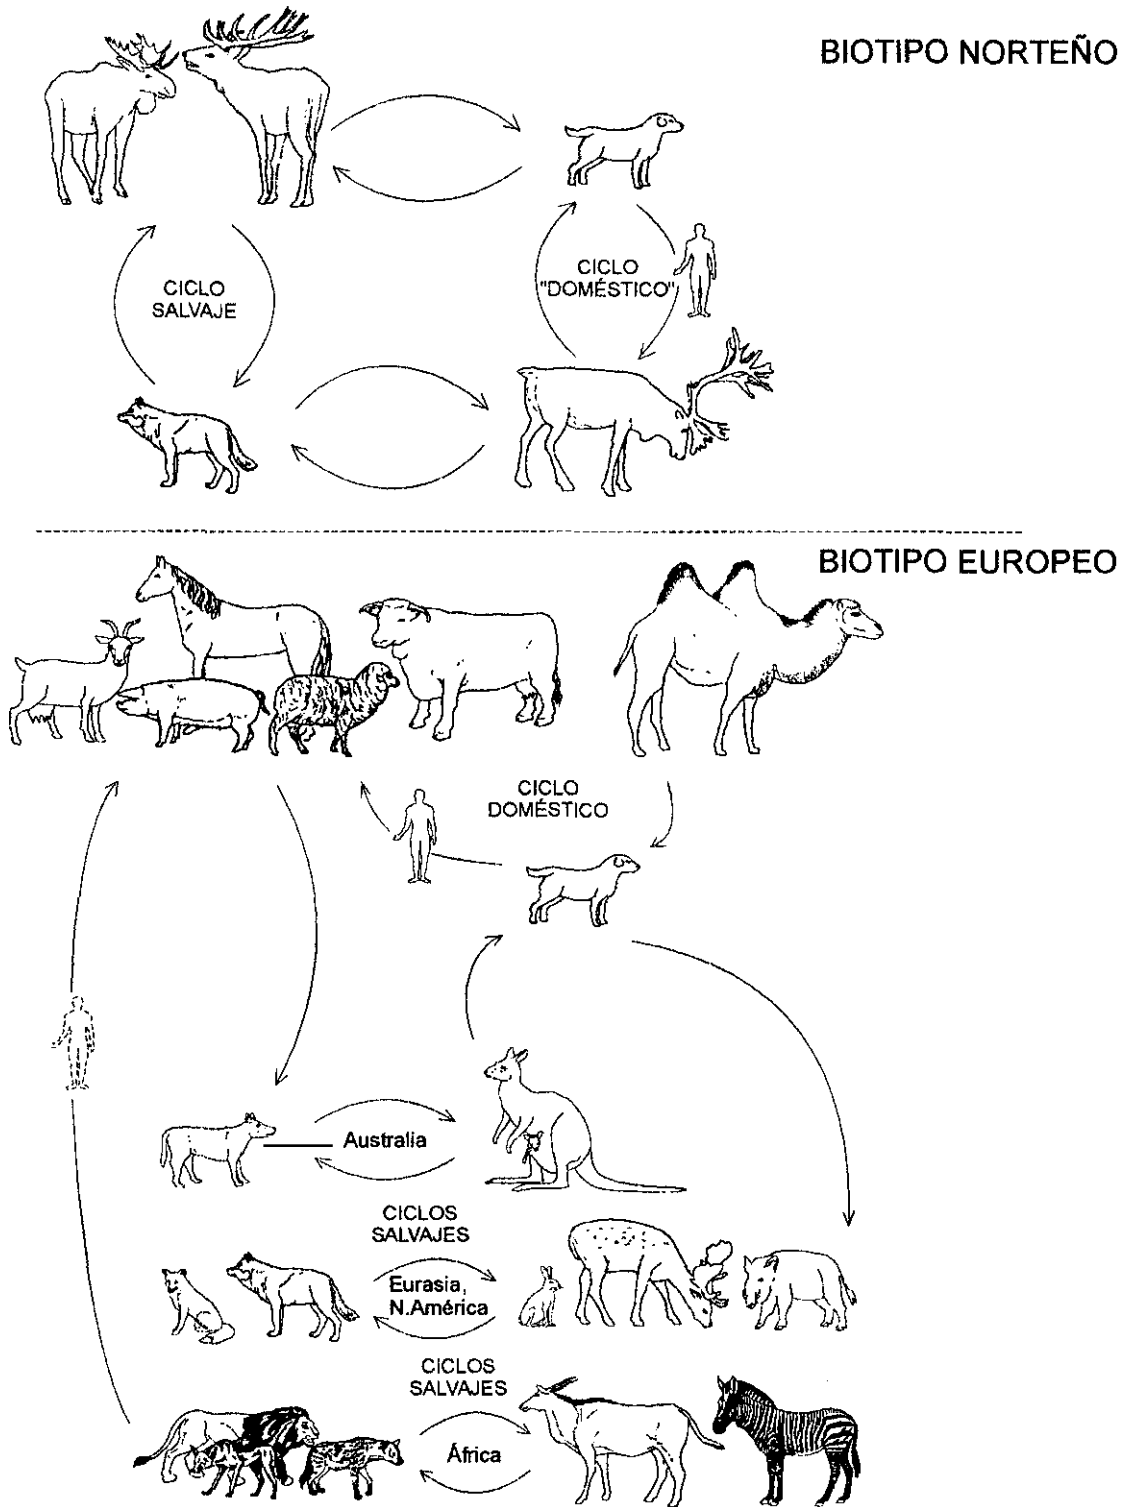 BIOTIPO NORTEÑO
CICLO
SALVAJE
CICLO
"DOMÉSTICO"
BIOTIPO EUROPEO
CICLO
DOMÉSTICO
Australia
CICLOS
SALVAJES
Eurasia,
N.América
CICLOS
SALVAJES
África